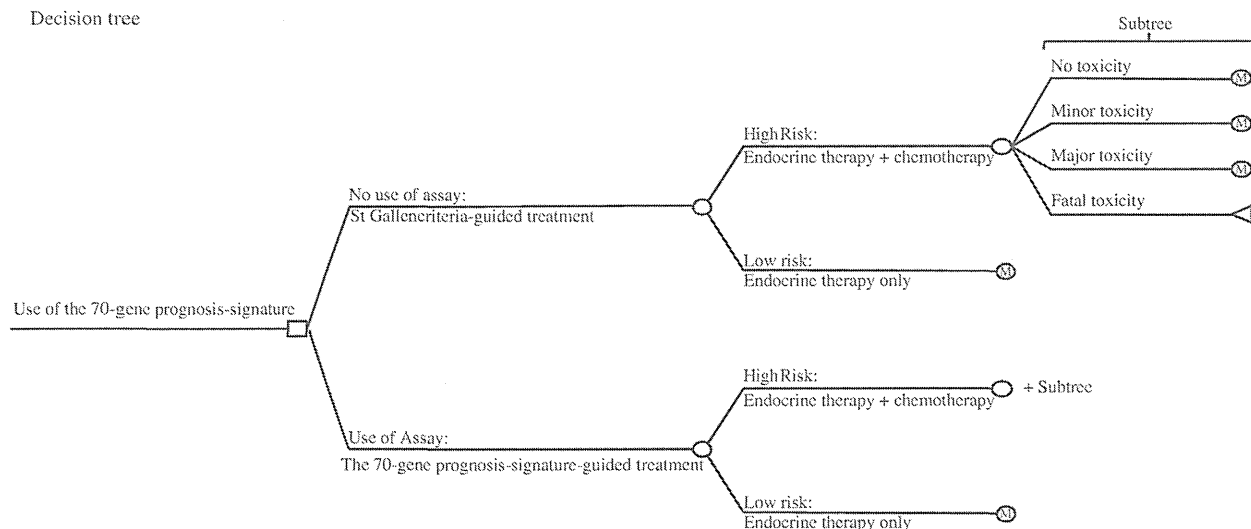 Decision tree
Subtree
No toxicity
M
Minor toxicity
M
HighRisk:
Endocrine therapy + chemotherapy
Major toxicity
M
No use of assay:
St Gallencriteria-guided treatment
Fatal toxicity
Low risk:
Endocrine therapy only
M
Use of the 70-gene prognosis-signature
HighRisk:
Endocrine therapy + chemotherapy
+ Subtree
Use of Assay:
The 70-gene prognosis-signature-guided treatment
Low risk:
Endocrine therapy only
M